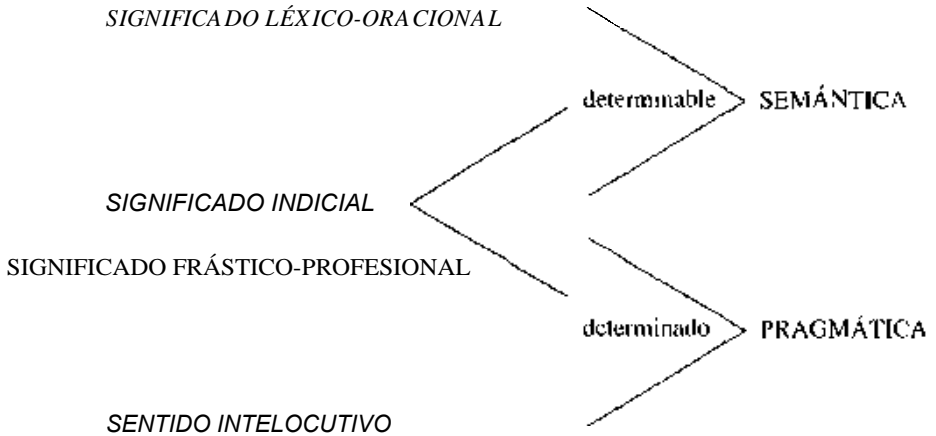 SIGNIFICADO LÉXICO-ORACIONAL
determinable
SEMÁNTICA
SIGNIFICADO INDICIAL
SIGNIFICADO FRÁSTICO-PROFESIONAL
determinado
PRAGMÁTICA
SENTIDO INTELOCUTIVO